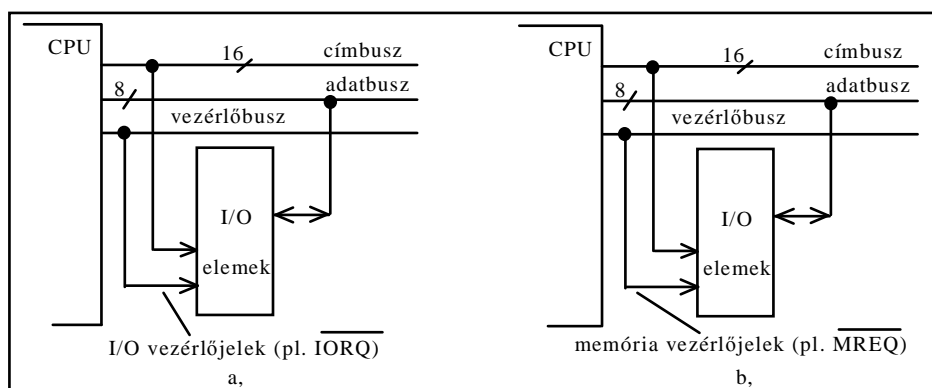 CPU
16
címbusz
8
adatbusz
vezérlőbusz
I/O
elemek
I/O vezérlőjelek (pl. IORQ)
a,
CPU
16
címbusz
8
adatbusz
vezérlőbusz
I/O
elemek
memória vezérlőjelek (pl. MREQ)
b,